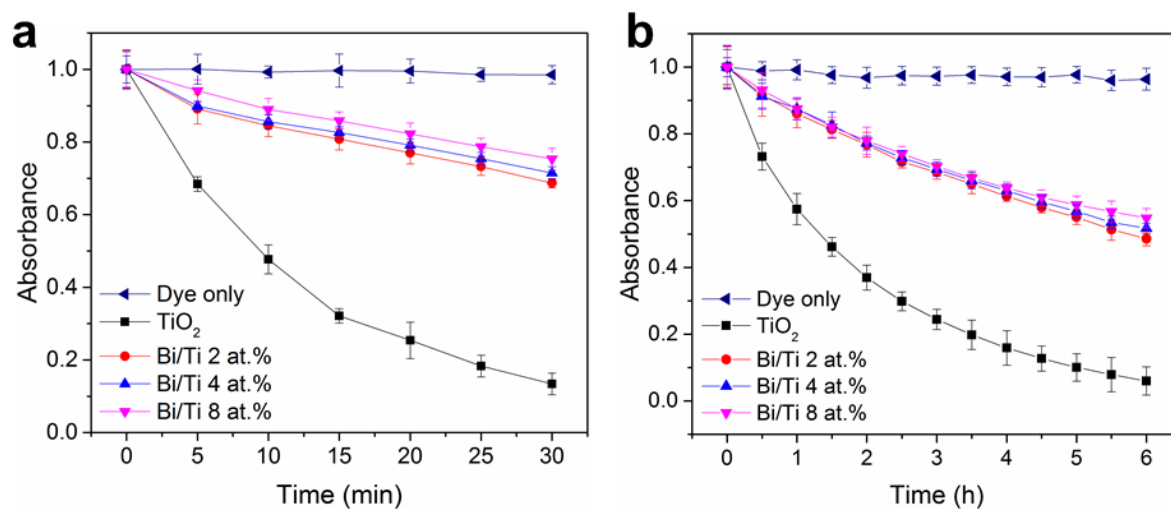 a
Absorbance
1.0
0.8
0.6
0.4
0.2
0.0
Dye only
TiO₂
Bi/Ti 2 at.%
Bi/Ti 4 at.%
Bi/Ti 8 at.%
0 5 10 15 20 25 30
Time (min)
b
Absorbance
1.0
0.8
0.6
0.4
0.2
0.0
Dye only
TiO₂
Bi/Ti 2 at.%
Bi/Ti 4 at.%
Bi/Ti 8 at.%
0 1 2 3 4 5 6
Time (h)